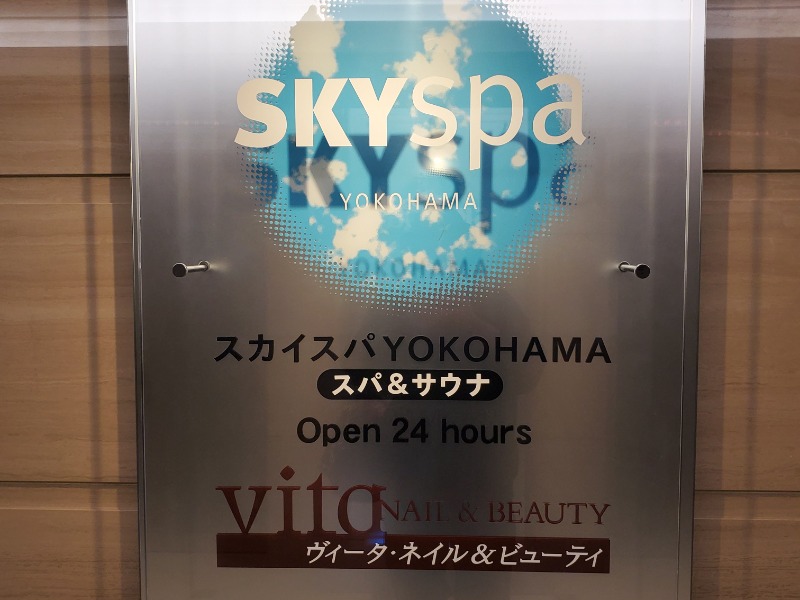 SKYspa
YOKOHAMA
スカイスパYOKOHAMA
スパ&サウナ
Open 24 hours
vita NAIL & BEAUTY
ヴィータ・ネイル&ビューティ